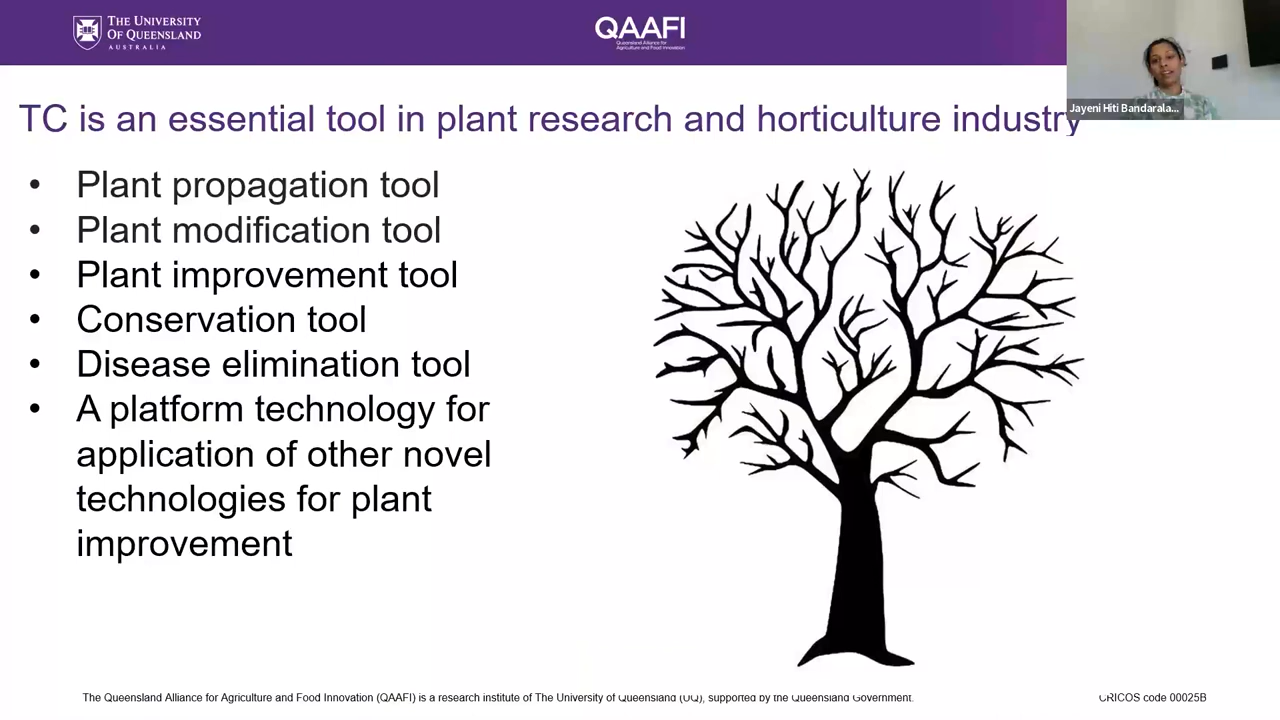 THE UNIVERSITY
OF QUEENSLAND
AUSTRALIA
QAAFI
Queensland Alliance for
Agriculture and Food Innovation
Jayeni Hiti Bandarala...
TC is an essential tool in plant research and horticulture industry
• Plant propagation tool
• Plant modification tool
• Plant improvement tool
• Conservation tool
• Disease elimination tool
• A platform technology for
application of other novel
technologies for plant
improvement
The Queensland Alliance for Agriculture and Food Innovation (QAAFI) is a research institute of The University of Queensland (UQ), supported by the Queensland Government.
CRICOS code 00025B